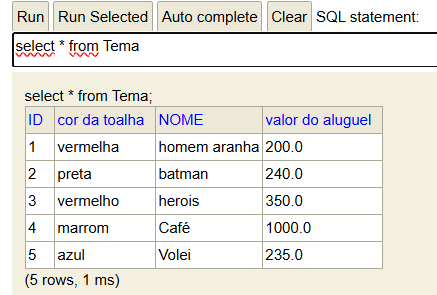 Run Run Selected Auto complete Clear SQL statement:
select * from Tema
select * from Tema;
ID cor da toalha NOME valor do aluguel
1 vermelha homem aranha 200.0
2 preta batman 240.0
3 vermelho herois 350.0
4 marrom Café 1000.0
5 azul Volei 235.0
(5 rows, 1 ms)